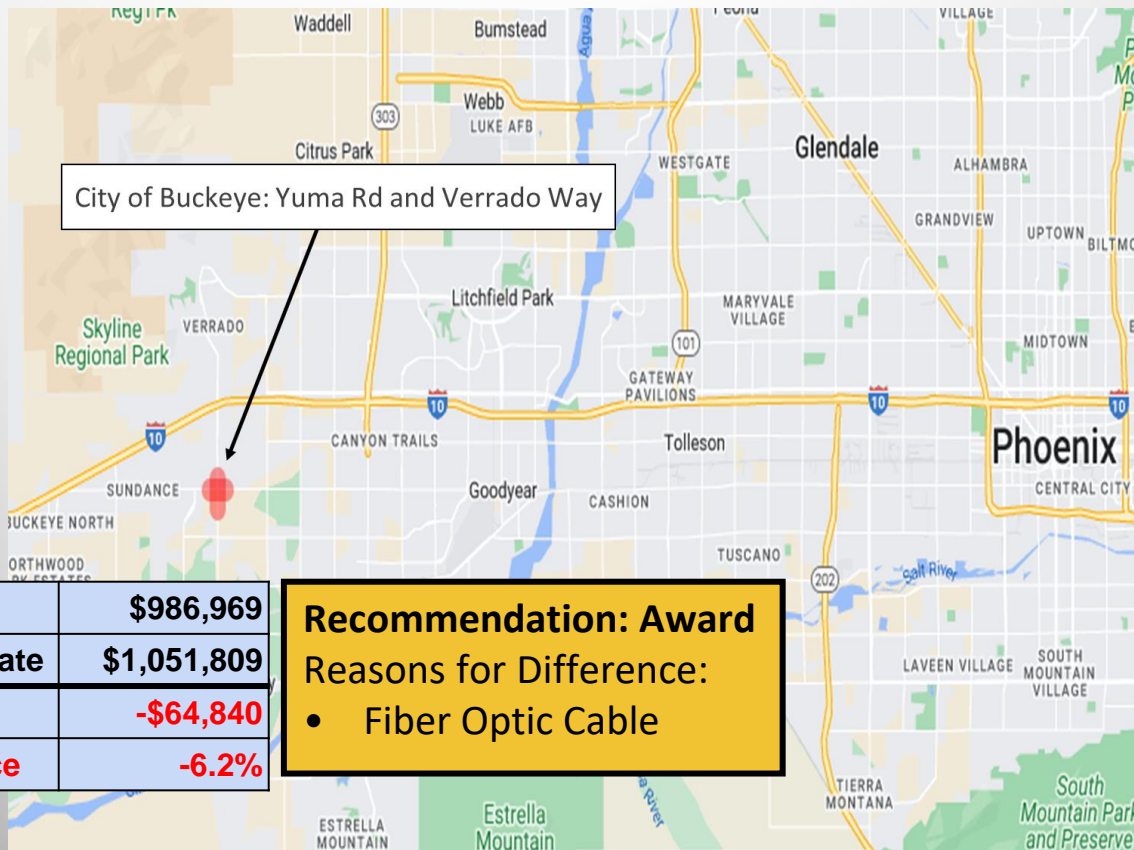 Waddell
Bumstead
VILLAGE
Webb
LUKE AFB
303
Citrus Park
WESTGATE
Glendale
ALHAMBRA
City of Buckeye: Yuma Rd and Verrado Way
GRANDVIEW
UPTOWN
Litchfield Park
MARYVALE
VILLAGE
VERRADO
Skyline
Regional Park
101
MIDTOWN
GATEWAY
PAVILIONS
10
10
10
10
CANYON TRAILS
Tolleson
Phoenix
SUNDANCE
Goodyear
CASHION
CENTRAL CITY
BUCKEYE NORTH
TUSCANO
202
Salt River
$986,969
$1,051,809
-$64,840
-6.2%
Recommendation: Award
Reasons for Difference:
• Fiber Optic Cable
LAVEEN VILLAGE
SOUTH
MOUNTAIN
VILLAGE
TIERRA
MONTANA
South
Mountain Park
and Preserve
ESTRELLA
MOUNTAIN
Estrella
Mountain
River